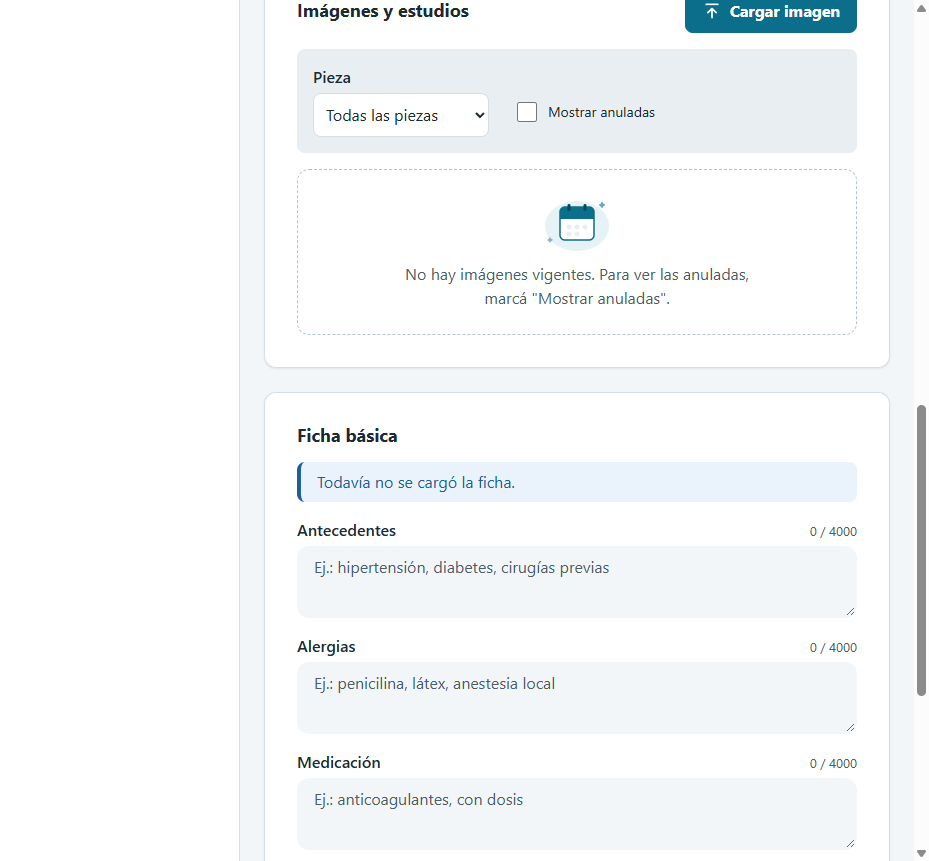 Imágenes y estudios
Cargar imagen
Pieza
Todas las piezas
Mostrar anuladas
No hay imágenes vigentes. Para ver las anuladas,
marcá "Mostrar anuladas".
Ficha básica
Todavía no se cargó la ficha.
Antecedentes
0 / 4000
Ej.: hipertensión, diabetes, cirugías previas
Alergias
0 / 4000
Ej.: penicilina, látex, anestesia local
Medicación
0 / 4000
Ej.: anticoagulantes, con dosis